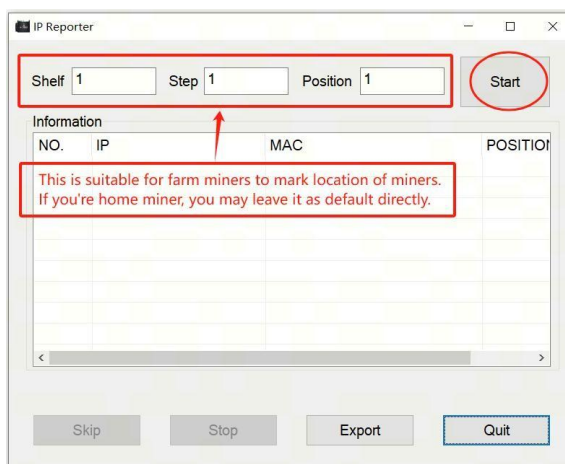 IP Reporter
Shelf 1 Step 1 Position 1 Start
Information
NO. IP MAC POSITION
This is suitable for farm miners to mark location of miners.
If you're home miner, you may leave it as default directly.
Skip Stop Export Quit